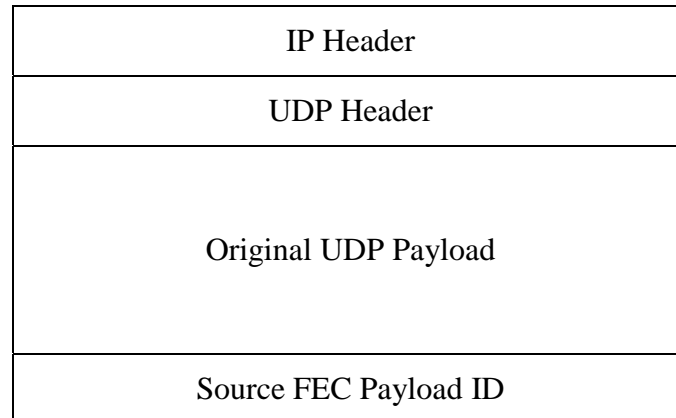 IP Header
UDP Header
Original UDP Payload
Source FEC Payload ID